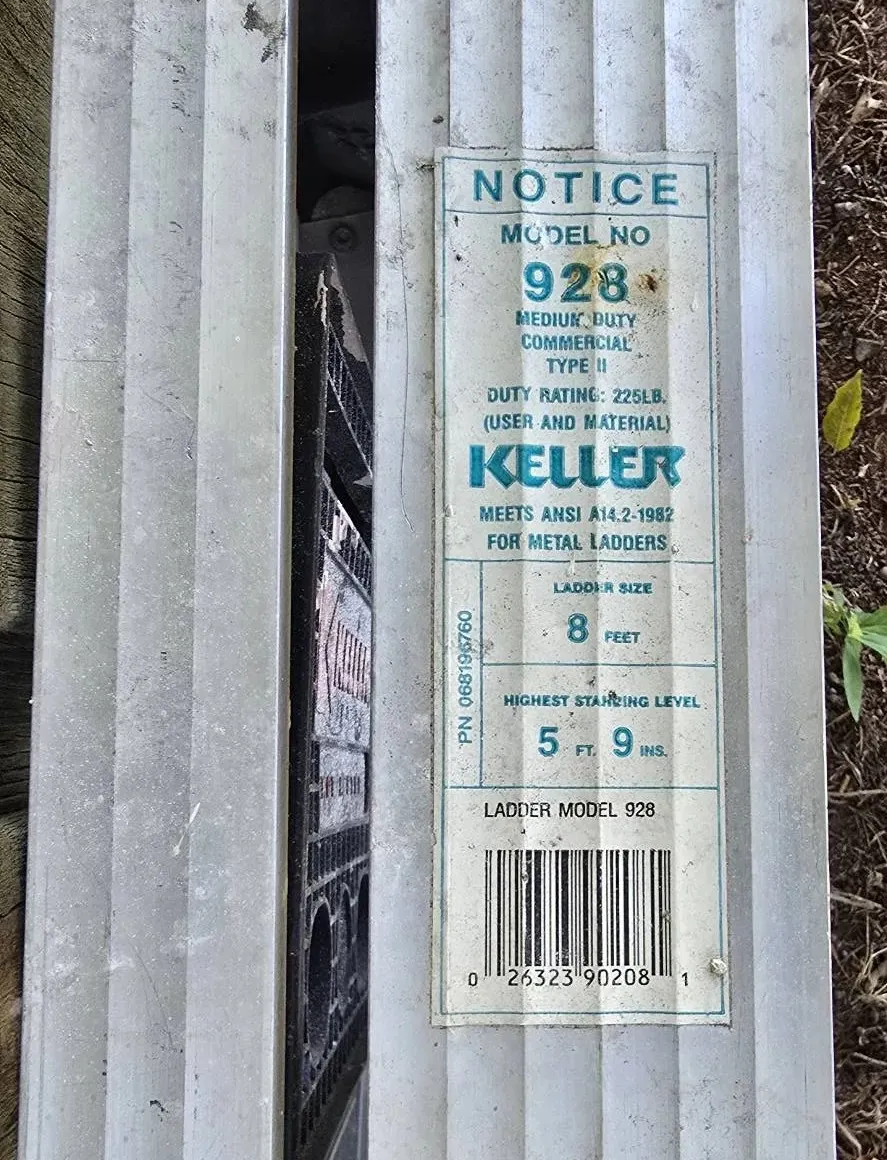 NOTICE
MODEL NO
928
MEDIUM DUTY
COMMERCIAL
TYPE II
DUTY RATING: 225LB.
(USER AND MATERIAL)
KELLER
MEETS ANSI A14.2-1982
FOR METAL LADDERS
LADDER SIZE
8 FEET
PN 068196760
HIGHEST STANDING LEVEL
5 FT. 9 INS.
LADDER MODEL 928
0 26323 90208 1